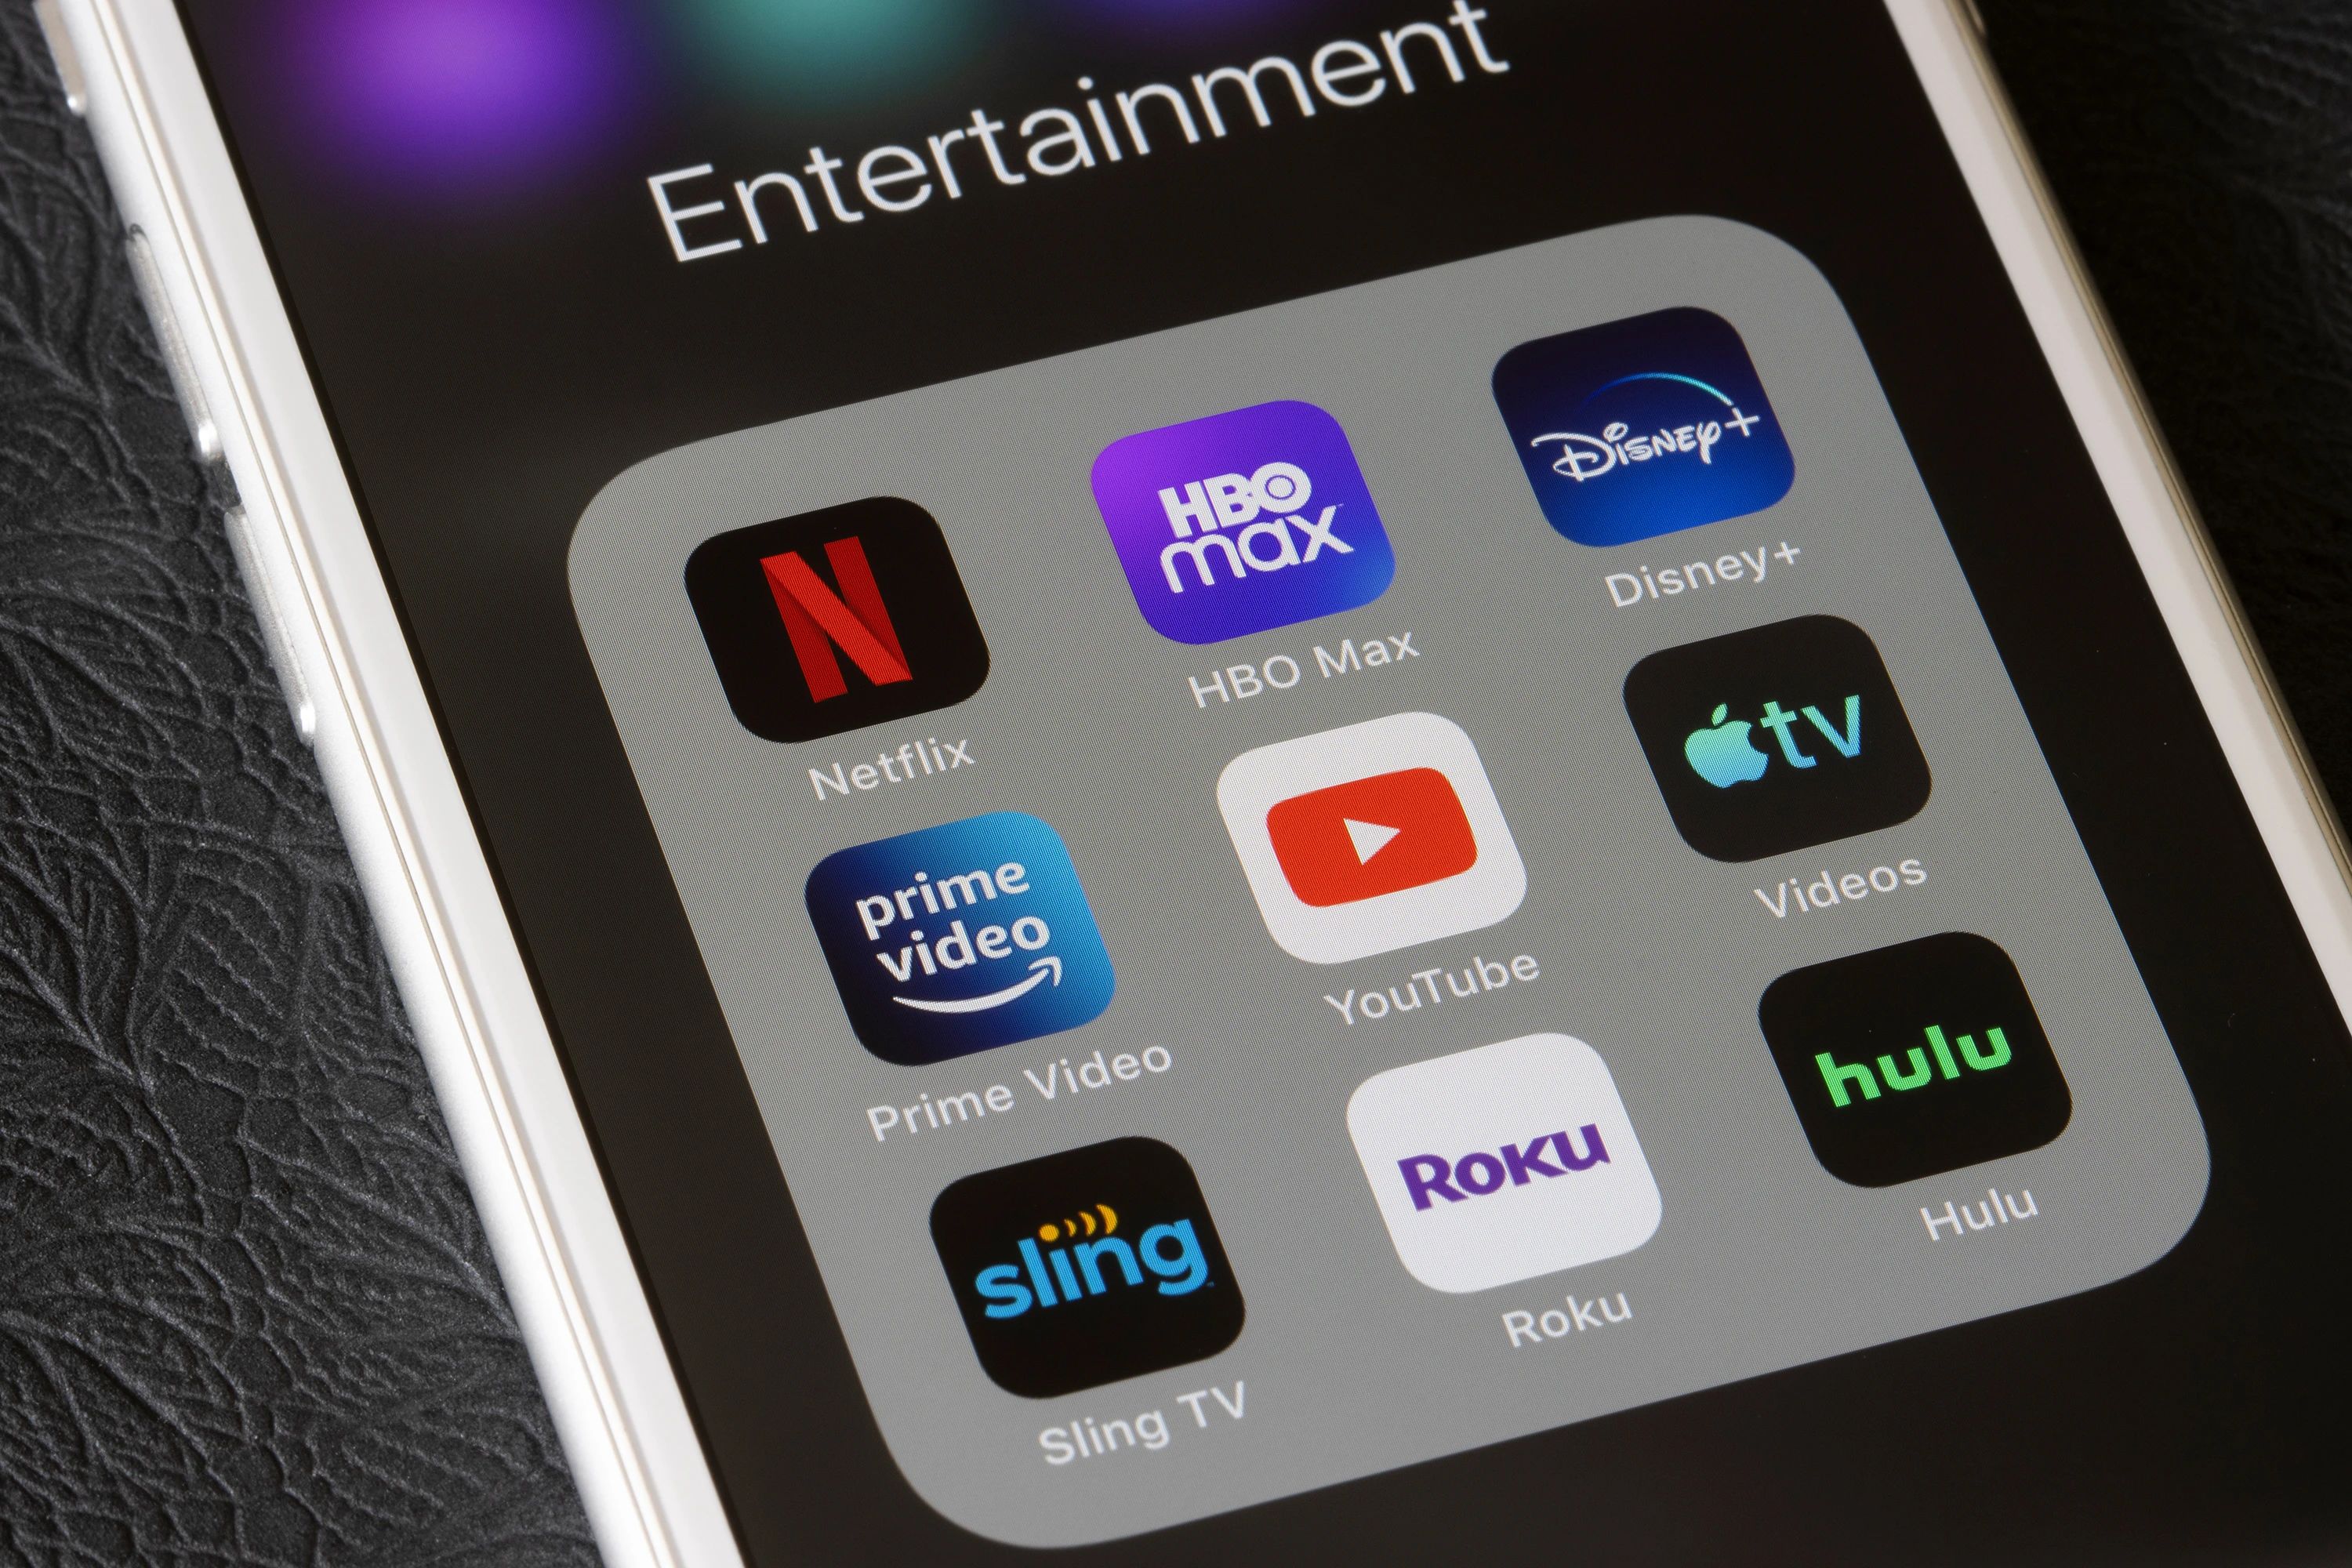 Entertainment
HBO
max
DISNEY+
Netflix
HBO Max
Disney+
prime
video
tv
Prime Video
YouTube
Videos
sling
ROKU
hulu
Sling TV
Roku
Hulu